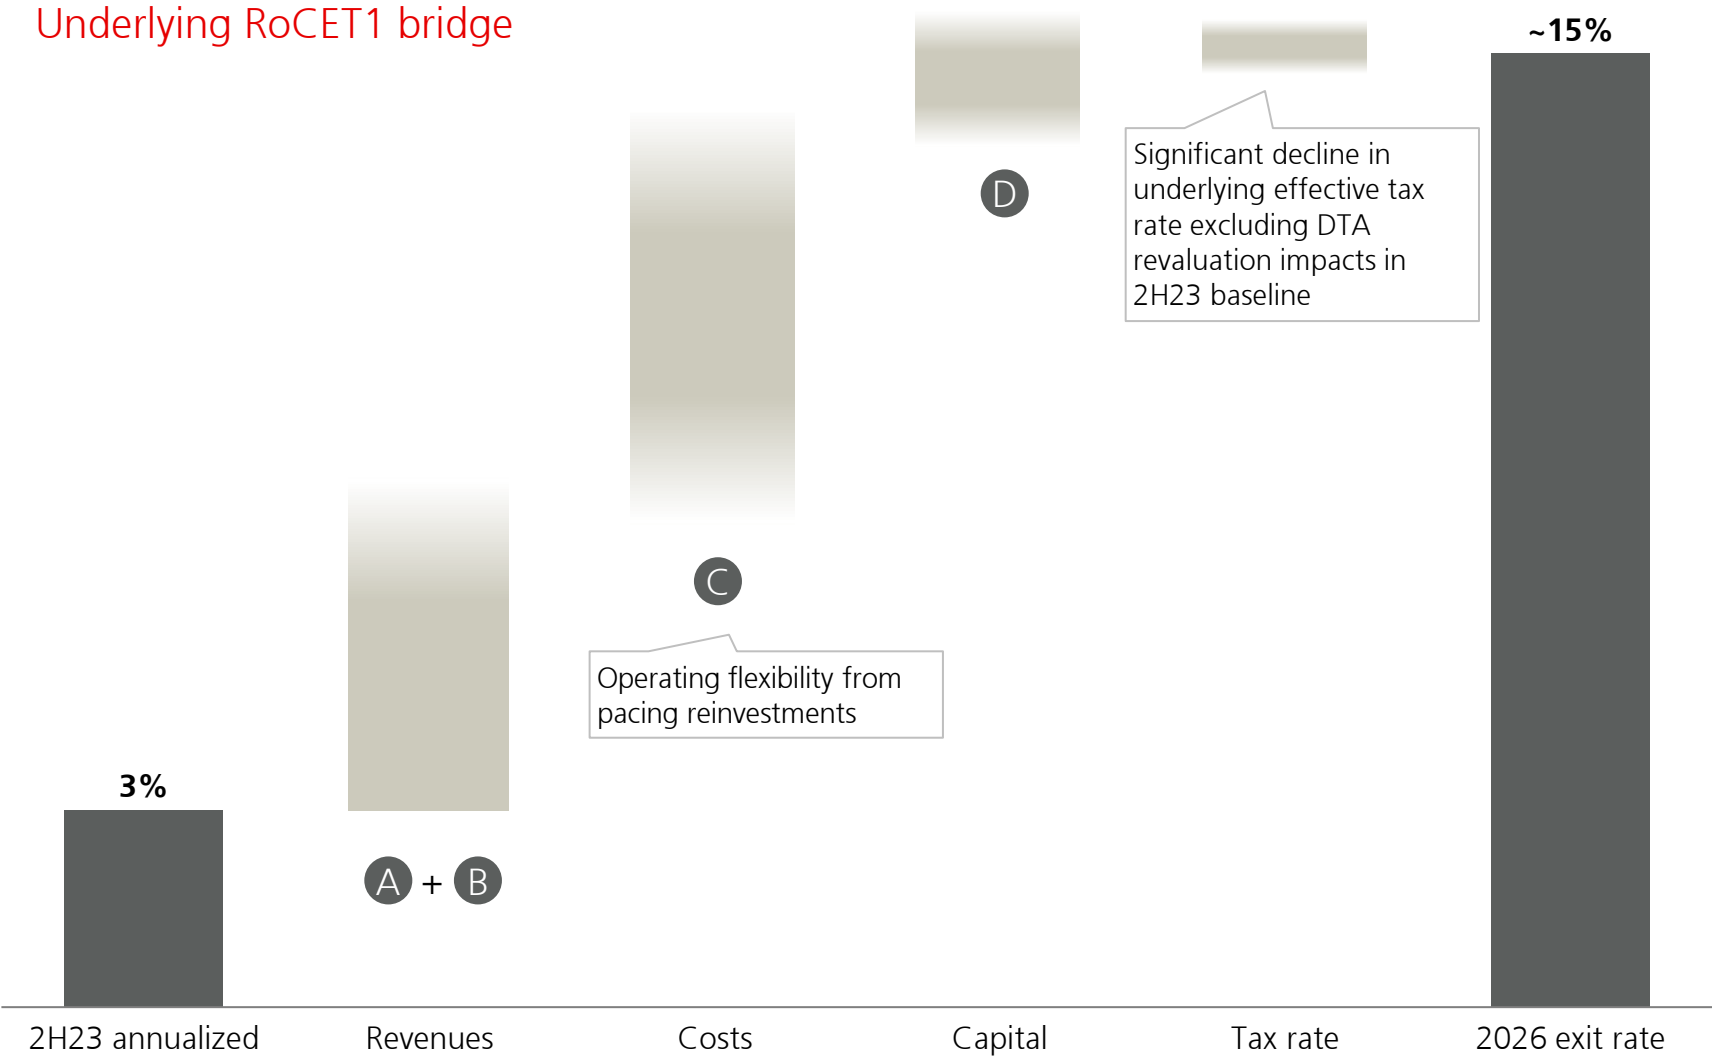 Underlying RoCET1 bridge
~15%
Significant decline in
underlying effective tax
rate excluding DTA
revaluation impacts in
2H23 baseline
D
C
Operating flexibility from
pacing reinvestments
3%
A + B
2H23 annualized
Revenues
Costs
Capital
Tax rate
2026 exit rate